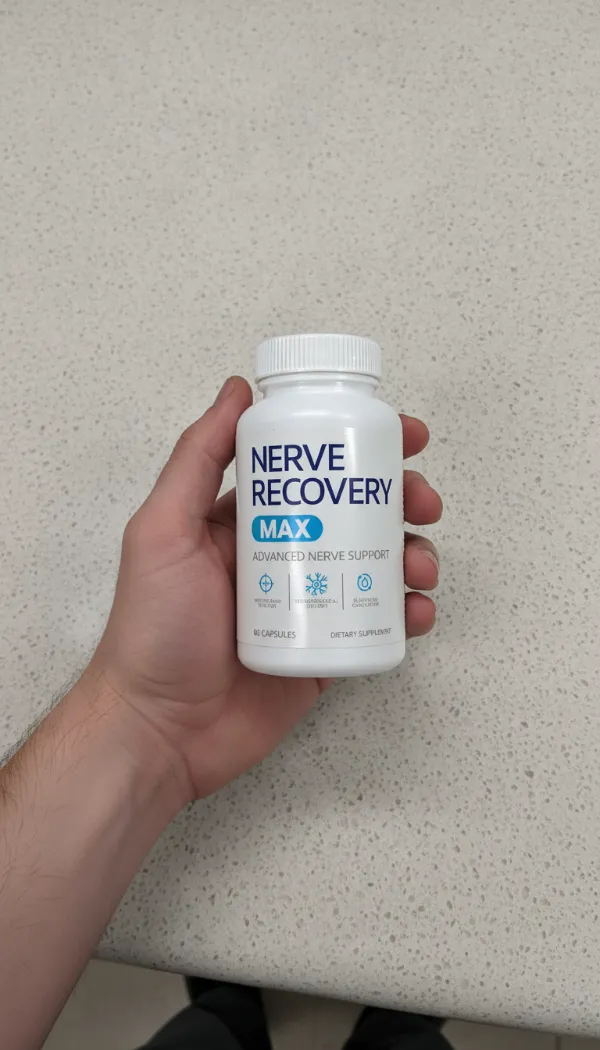 NERVE
RECOVERY
MAX
ADVANCED NERVE SUPPORT
CAPSULES
DIETARY SUPPLEMENT